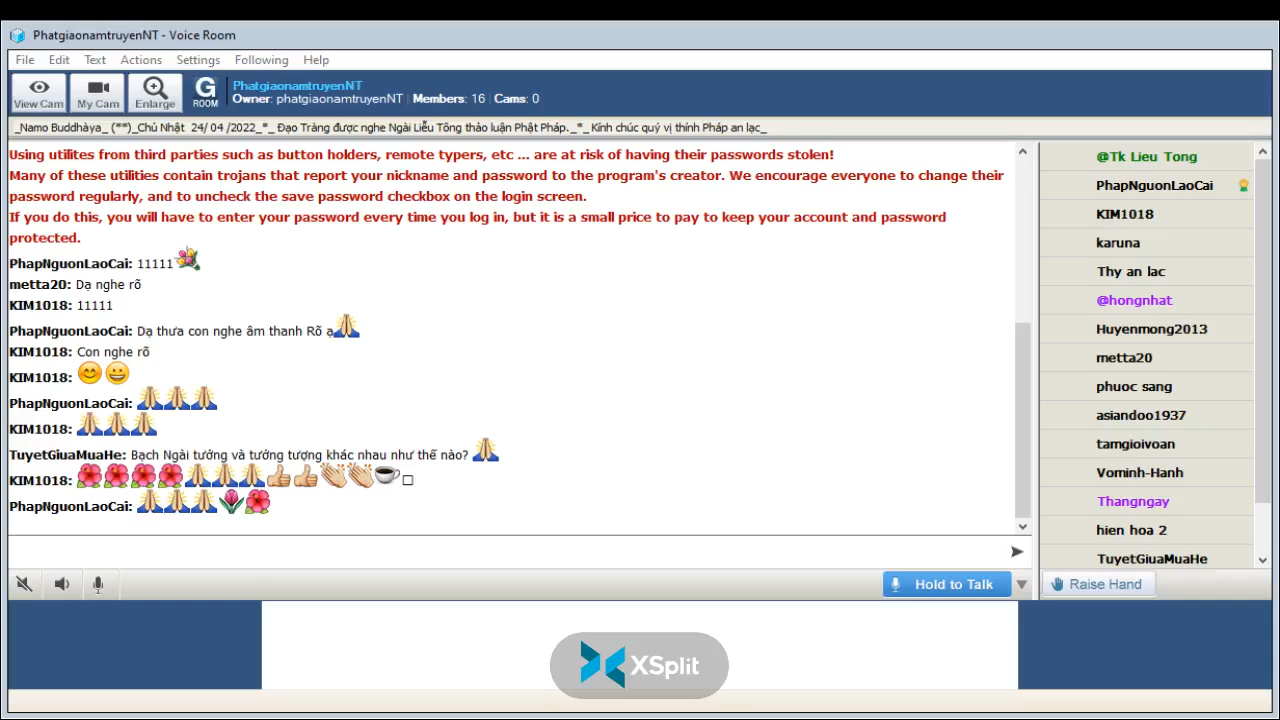 PhatgiaonamtruyenNT - Voice Room
File Edit Text Actions Settings Following Help
View Cam My Cam Enlarge G ROOM
PhatgiaonamtruyenNT
Owner: phatgiaonamtruyenNT | Members: 16 | Cams: 0
_Namo Buddhàya_ (**)_Chủ Nhật 24/ 04 /2022_*_ Đạo Tràng được nghe Ngài Liễu Tông thảo luận Phật Pháp._*_ Kính chúc quý vị thính Pháp an lạc_
Using utilites from third parties such as button holders, remote typers, etc ... are at risk of having their passwords stolen!
Many of these utilities contain trojans that report your nickname and password to the program's creator. We encourage everyone to change their
password regularly, and to uncheck the save password checkbox on the login screen.
If you do this, you will have to enter your password every time you log in, but it is a small price to pay to keep your account and password
protected.
PhapNguonLaoCai: 11111
metta20: Dạ nghe rõ
KIM1018: 11111
PhapNguonLaoCai: Dạ thưa con nghe âm thanh Rõ ạ
KIM1018: Con nghe rõ
KIM1018: 😊😀
PhapNguonLaoCai: 🙏🙏🙏
KIM1018: 🙏🙏🙏
TuyetGiuaMuaHe: Bạch Ngài tưởng và tưởng tượng khác nhau như thế nào? 🙏
KIM1018: 🌺🌺🌺🌺🙏🙏🙏👍👍👏👏☕□
PhapNguonLaoCai: 🙏🙏🙏🌷🌺
@Tk Lieu Tong
PhapNguonLaoCai
KIM1018
karuna
Thy an lac
@hongnhat
Huyenmong2013
metta20
phuoc sang
asiandoo1937
tamgioivoan
Vominh-Hanh
Thangngay
hien hoa 2
TuyetGiuaMuaHe
Hold to Talk
Raise Hand
XSplit